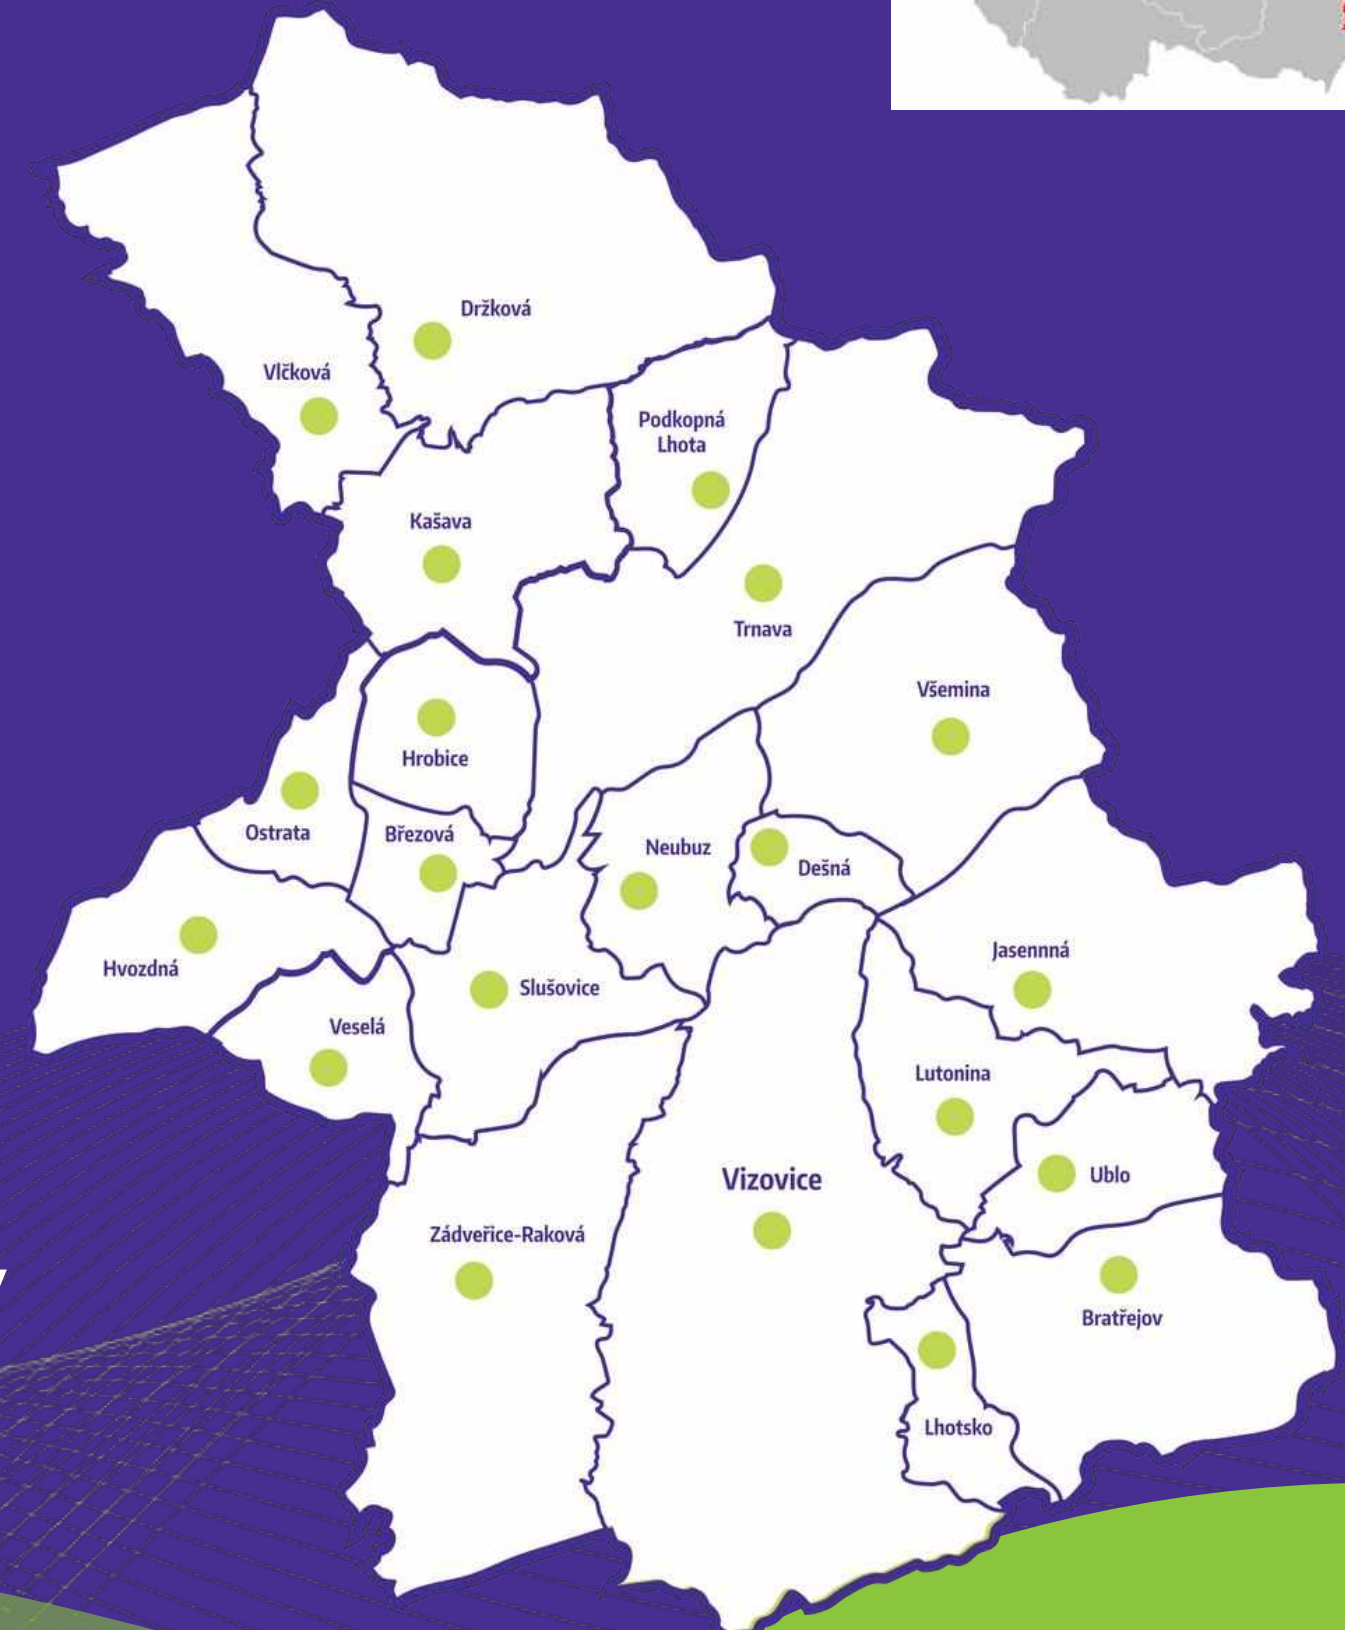 Držková
Vlčková
Podkopná
Lhota
Kašava
Trnava
Všemina
Hrobice
Ostrata
Březová
Neubuz
Dešná
Hvozdná
Jasennná
Slušovice
Veselá
Lutonina
Vizovice
Ublo
Zádveřice-Raková
Bratřejov
Lhotsko